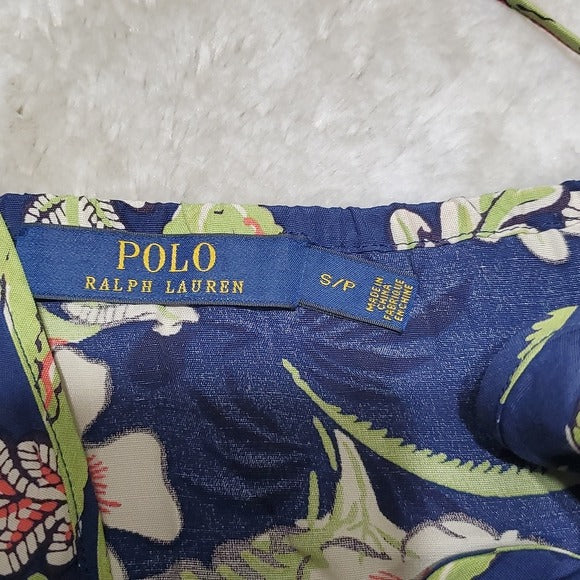 POLO
RALPH LAUREN
S/P
MADE IN
CHINA
FABRIQUÉ
EN CHINE